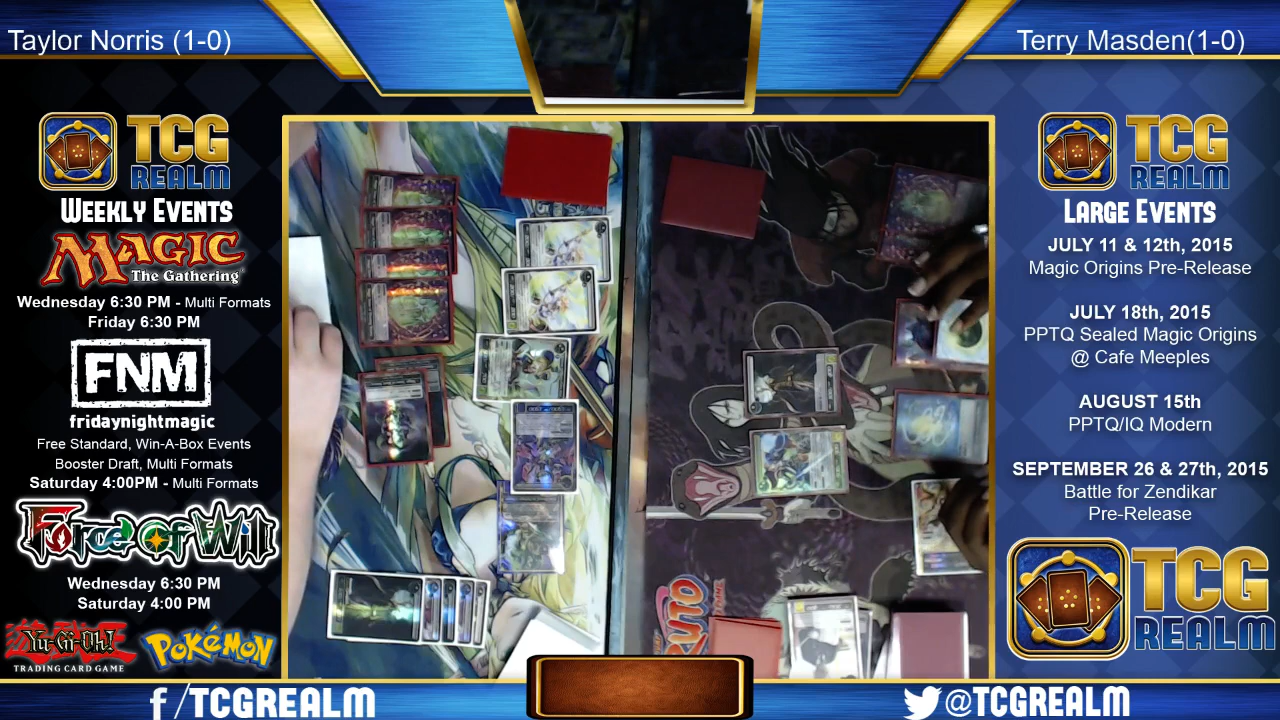 Taylor Norris (1-0)
Terry Masden(1-0)
TCG
REALM
WEEKLY EVENTS
MAGIC
The Gathering
Wednesday 6:30 PM - Multi Formats
Friday 6:30 PM
FNM
fridaynightmagic
Free Standard, Win-A-Box Events
Booster Draft, Multi Formats
Saturday 4:00PM - Multi Formats
Force of Will
Wednesday 6:30 PM
Saturday 4:00 PM
Yu-Gi-Oh!
TRADING CARD GAME
POKéMON
TCG
REALM
LARGE EVENTS
JULY 11 & 12th, 2015
Magic Origins Pre-Release
JULY 18th, 2015
PPTQ Sealed Magic Origins
@ Cafe Meeples
AUGUST 15th
PPTQ/IQ Modern
SEPTEMBER 26 & 27th, 2015
Battle for Zendikar
Pre-Release
TCG
REALM
f/TCGREALM
@TCGREALM